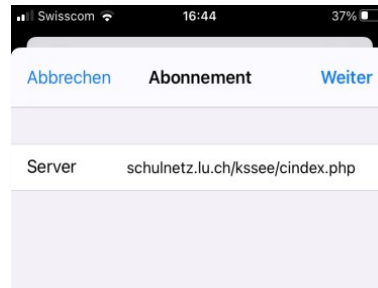 Swisscom 16:44 37%
Abbrechen Abonnement Weiter
Server schulnetz.lu.ch/kssee/cindex.php